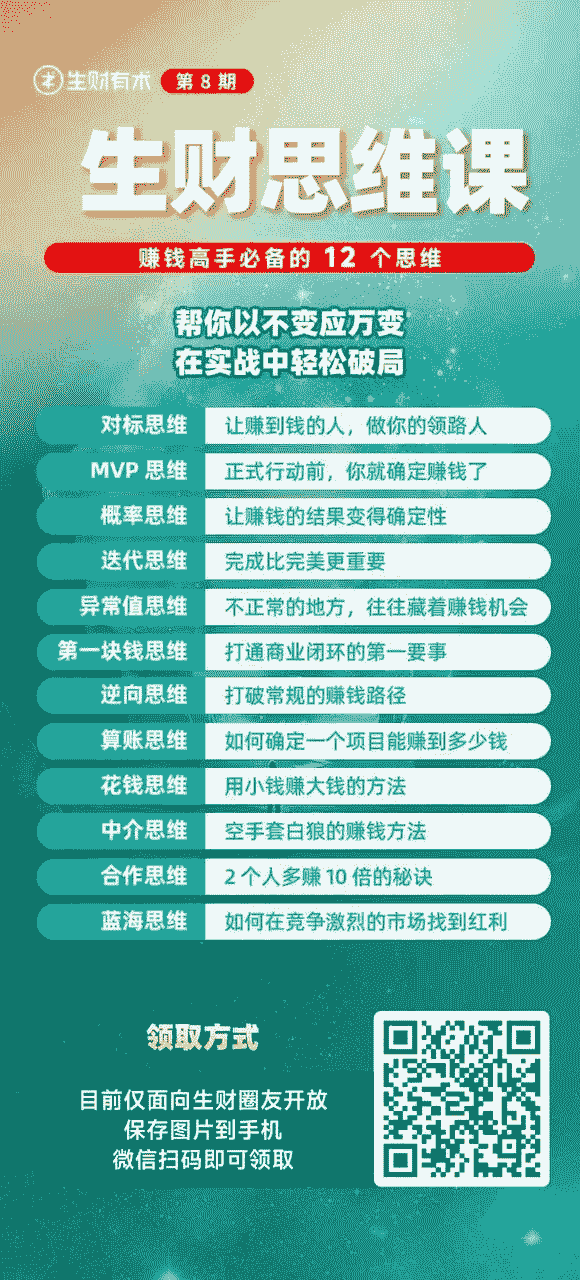 生财有术 第 8 期
生财思维课
赚钱高手必备的 12 个思维
帮你以不变应万变
在实战中轻松破局
对标思维 让赚到钱的人，做你的领路人
MVP 思维 正式行动前，你就确定赚钱了
概率思维 让赚钱的结果变得确定性
迭代思维 完成比完美更重要
异常值思维 不正常的地方，往往藏着赚钱机会
第一块钱思维 打通商业闭环的第一要事
逆向思维 打破常规的赚钱路径
算账思维 如何确定一个项目能赚到多少钱
花钱思维 用小钱赚大钱的方法
中介思维 空手套白狼的赚钱方法
合作思维 2 个人多赚 10 倍的秘诀
蓝海思维 如何在竞争激烈的市场找到红利
领取方式
目前仅面向生财圈友开放
保存图片到手机
微信扫码即可领取